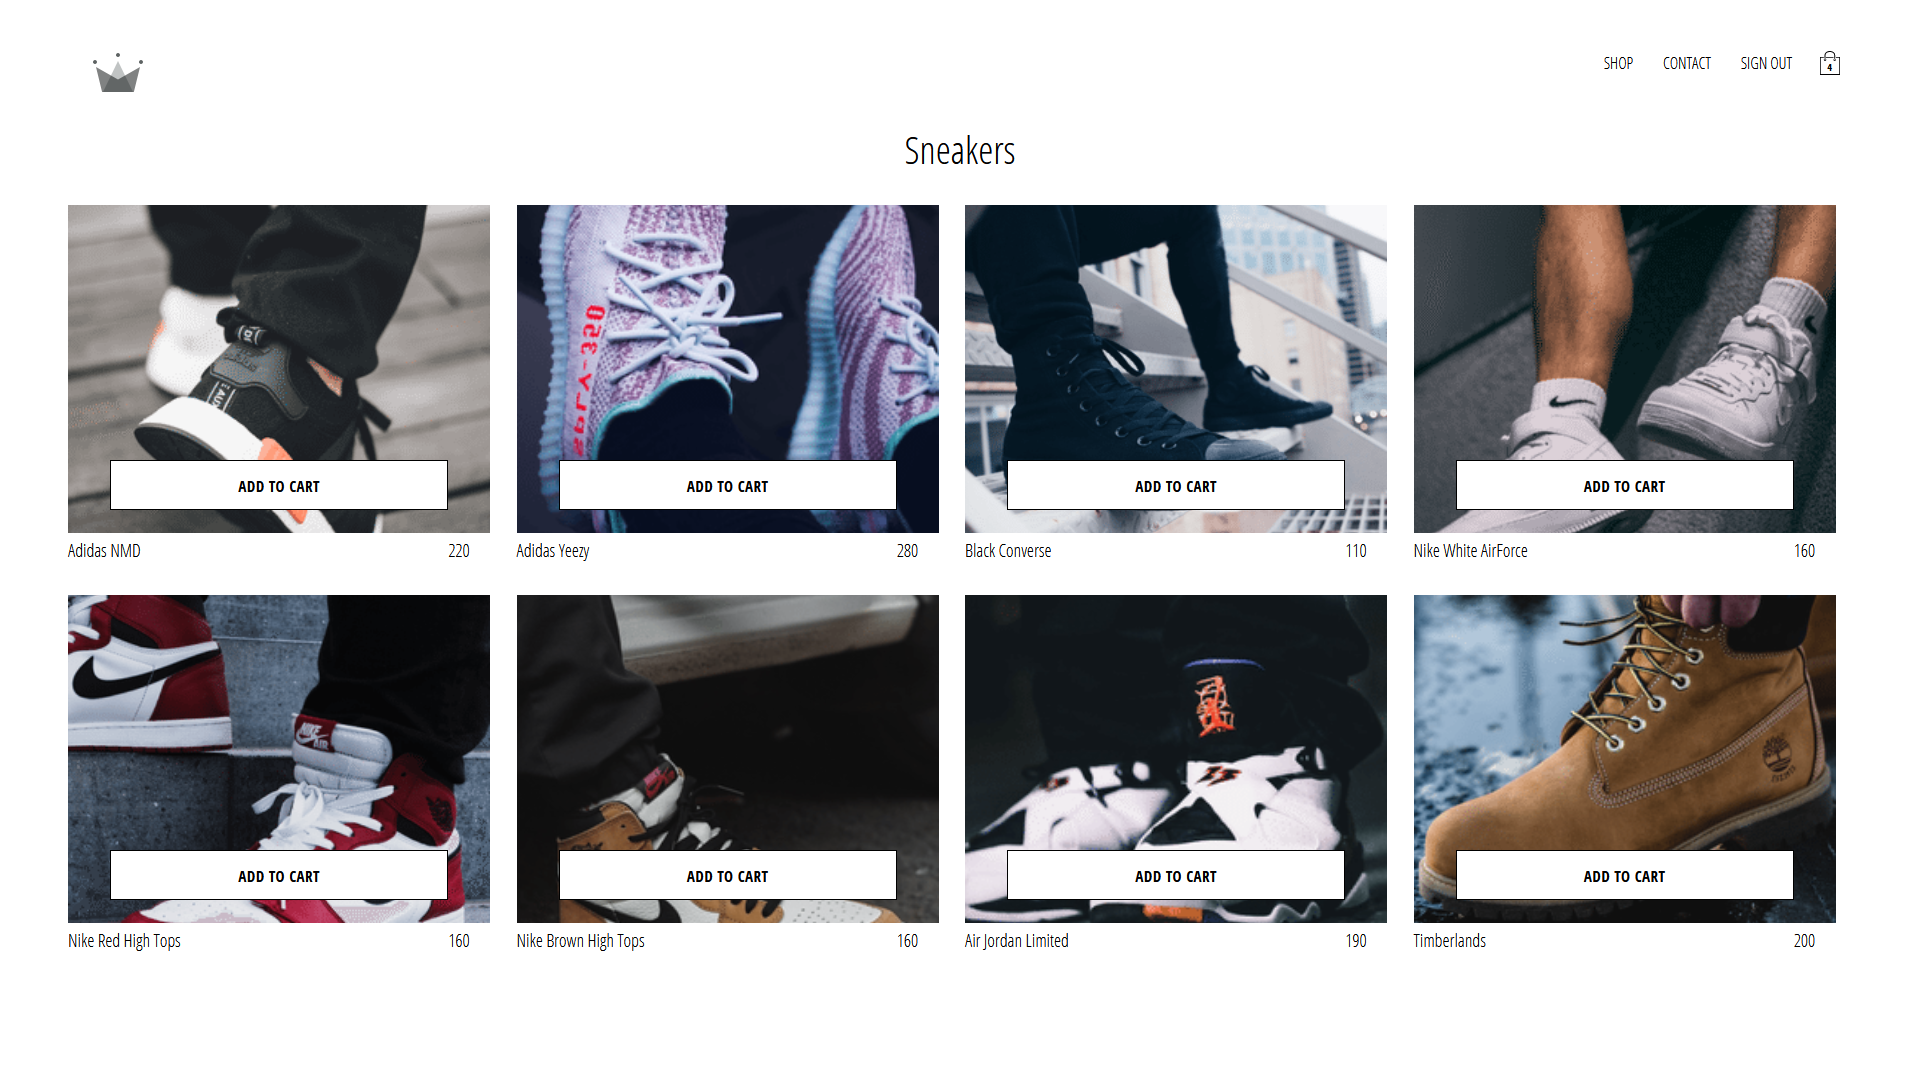 SHOP CONTACT SIGN OUT 4
Sneakers
ADD TO CART ADD TO CART ADD TO CART ADD TO CART
Adidas NMD 220 Adidas Yeezy 280 Black Converse 110 Nike White AirForce 160
NIKE
AIR
ADD TO CART ADD TO CART ADD TO CART ADD TO CART
Nike Red High Tops 160 Nike Brown High Tops 160 Air Jordan Limited 190 Timberlands 200